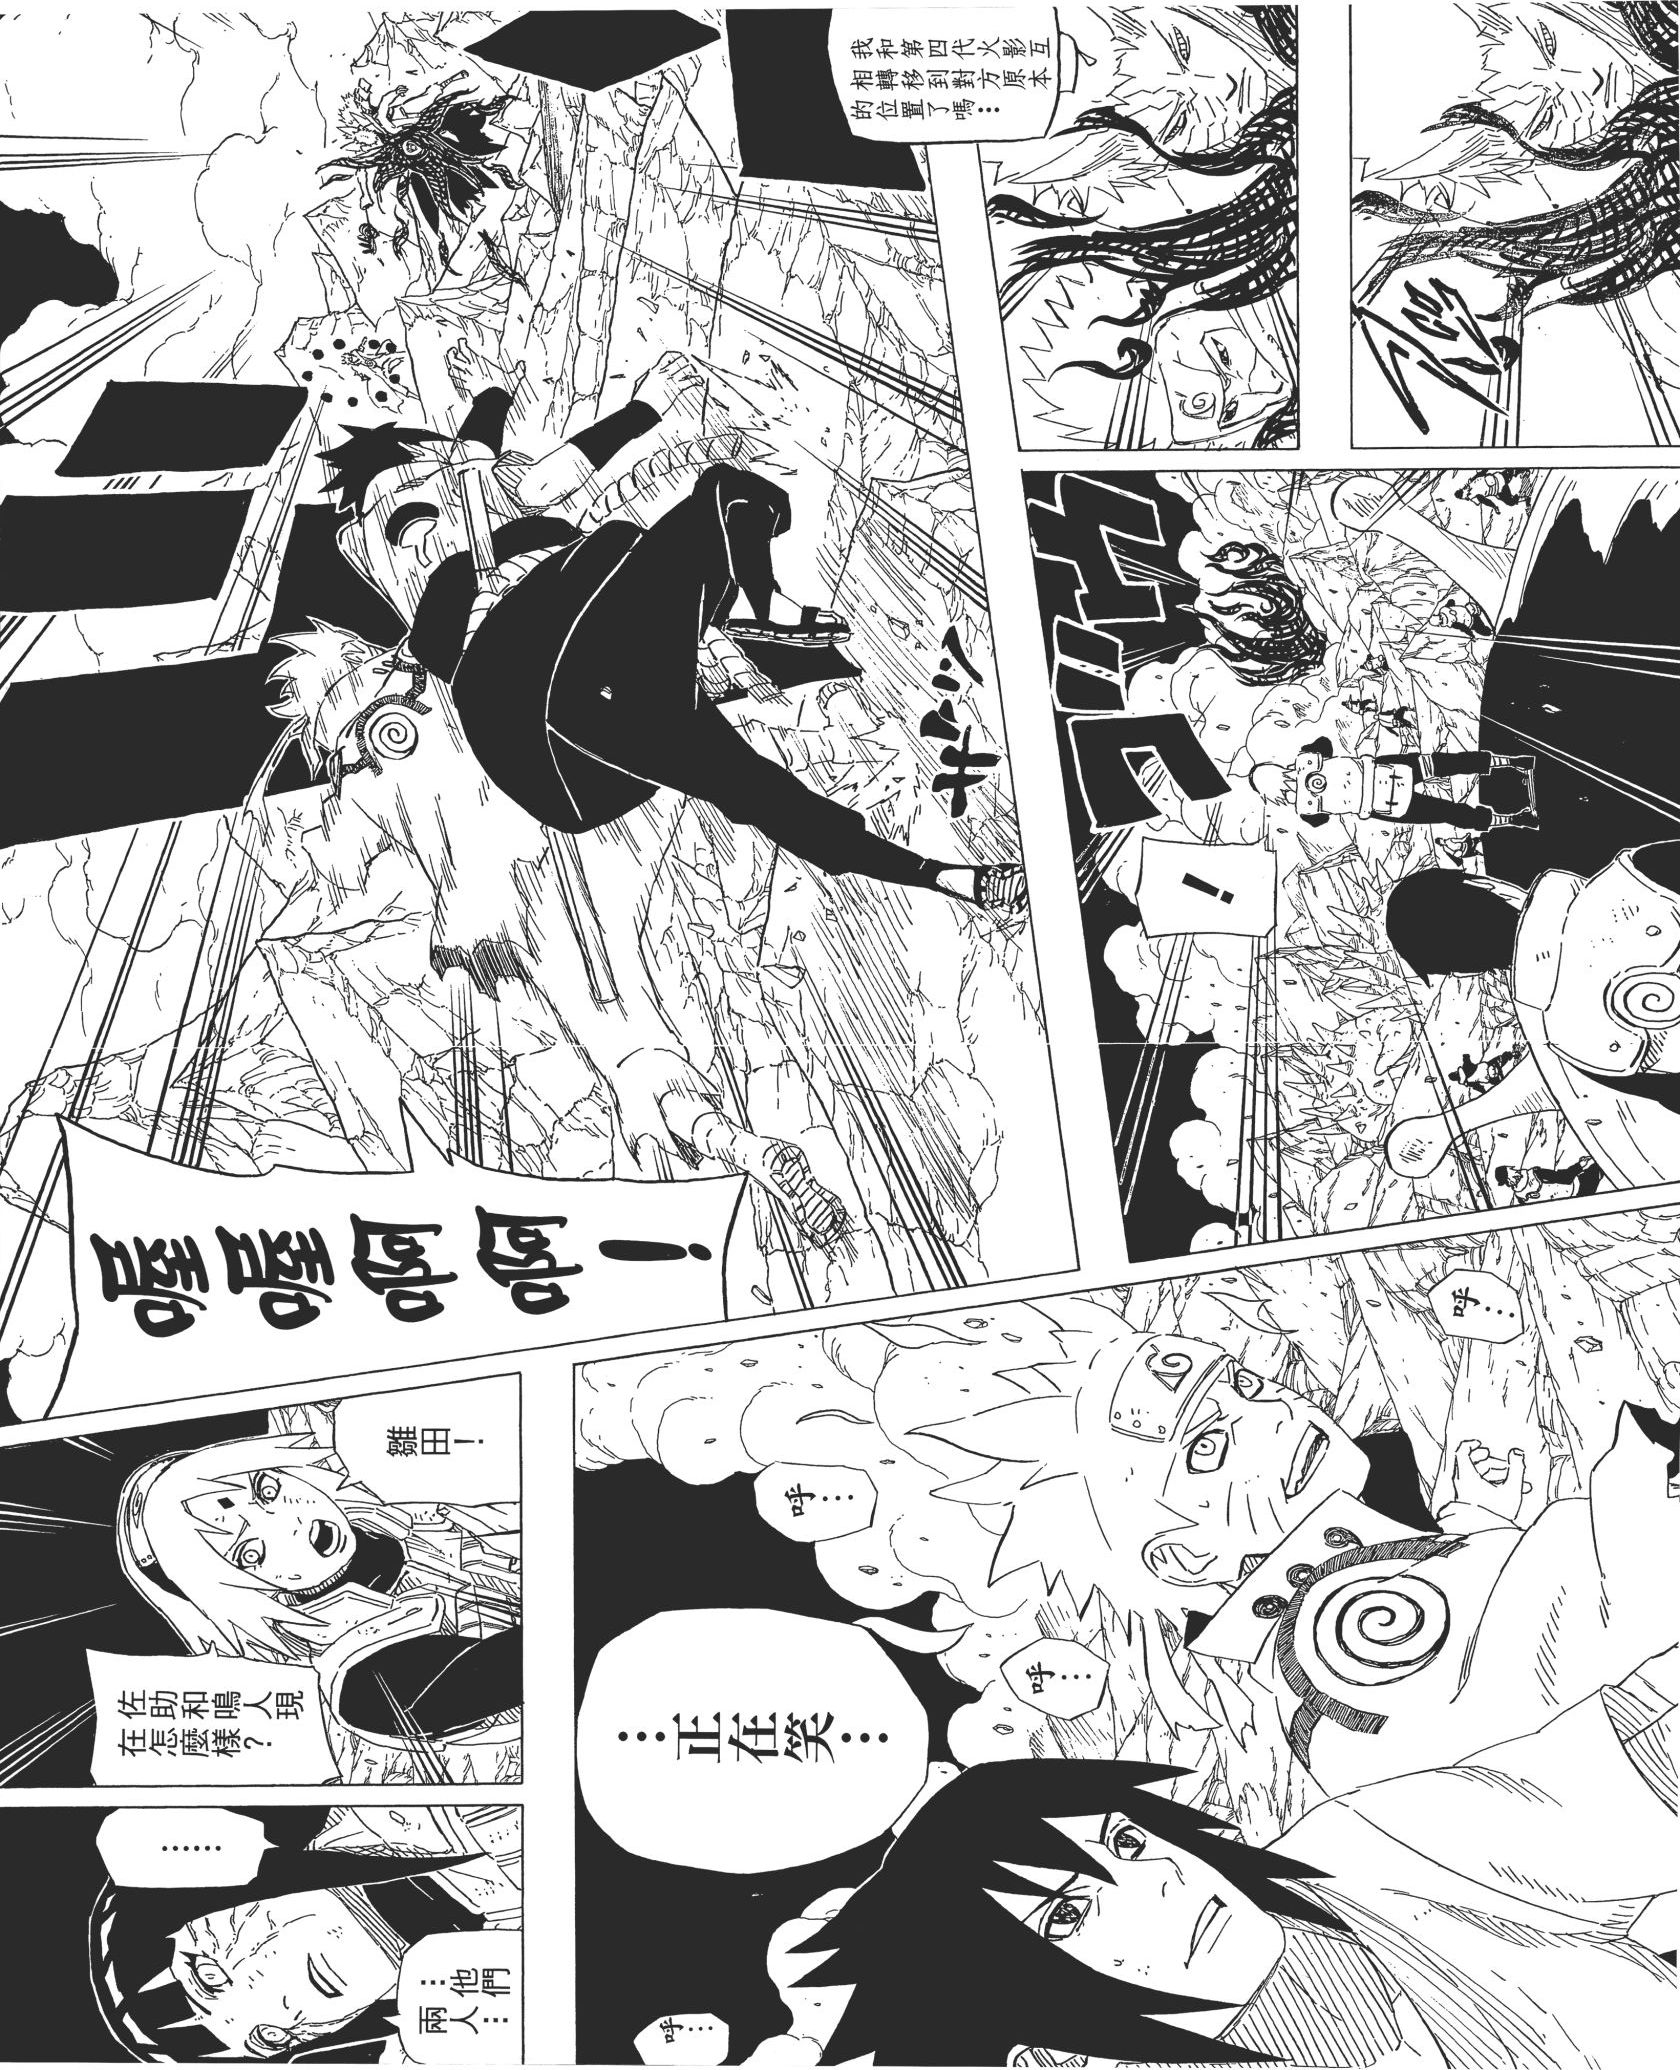 我和第四代火影互
相轉移到對方原本
的位置了嗎…
喔喔啊啊！
雛田！
佐助和鳴人現
在怎麼樣？
……
…他們
兩人…
！
呼…
呼…
呼…
…正在笑…
呼…